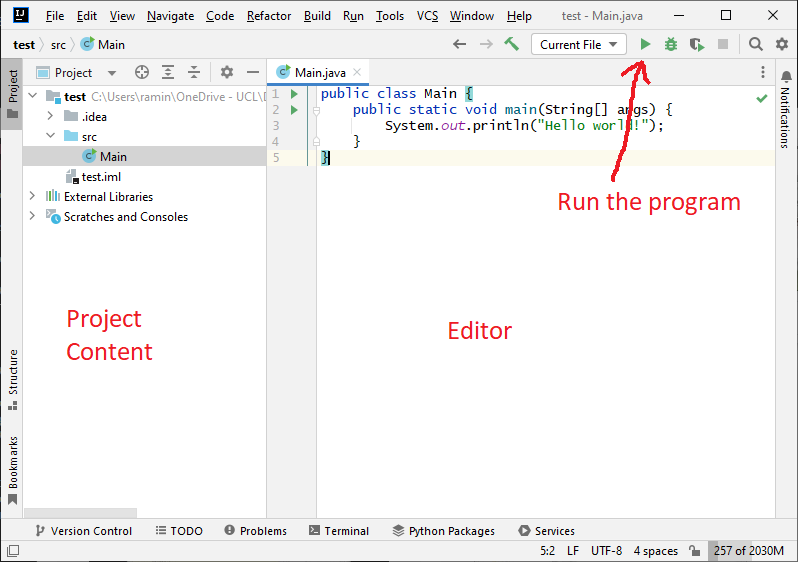 IJ File Edit View Navigate Code Refactor Build Run Tools VCS Window Help test - Main.java
test src Main Current File
Project
Project
Main.java
Notifications
test C:\Users\ramin\OneDrive - UCL\D
.idea
src
Main
test.iml
External Libraries
Scratches and Consoles
1 public class Main {
2 public static void main(String[] args) {
3 System.out.println("Hello world!");
4 }
5 }
Run the program
Project
Content
Editor
Structure
Bookmarks
Version Control TODO Problems Terminal Python Packages Services
5:2 LF UTF-8 4 spaces 257 of 2030M